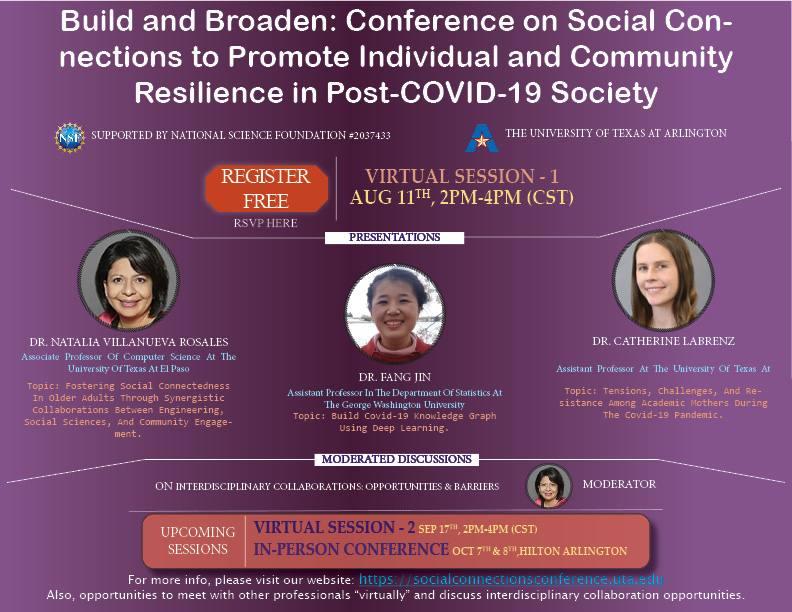 Build and Broaden: Conference on Social Con-
nections to Promote Individual and Community
Resilience in Post-COVID-19 Society
NSF
SUPPORTED BY NATIONAL SCIENCE FOUNDATION #2037433
THE UNIVERSITY OF TEXAS AT ARLINGTON
REGISTER
FREE
RSVP HERE
VIRTUAL SESSION - 1
AUG 11TH, 2PM-4PM (CST)
PRESENTATIONS
DR. NATALIA VILLANUEVA ROSALES
Associate Professor Of Computer Science At The
University Of Texas At El Paso
Topic: Fostering Social Connectedness
In Older Adults Through Synergistic
Collaborations Between Engineering,
Social Sciences, And Community Engage-
ment.
DR. FANG JIN
Assistant Professor In The Department Of Statistics At
The George Washington University
Topic: Build Covid-19 Knowledge Graph
Using Deep Learning.
DR. CATHERINE LABRENZ
Assistant Professor At The University Of Texas At
Topic: Tensions, Challenges, And Re-
sistance Among Academic Mothers During
The Covid-19 Pandemic.
MODERATED DISCUSSIONS
ON INTERDISCIPLINARY COLLABORATIONS: OPPORTUNITIES & BARRIERS
MODERATOR
UPCOMING
SESSIONS
VIRTUAL SESSION - 2 SEP 17TH, 2PM-4PM (CST)
IN-PERSON CONFERENCE OCT 7TH & 8TH,HILTON ARLINGTON
For more info, please visit our website: https://socialconnectionsconference.uta.edu
Also, opportunities to meet with other professionals “virtually” and discuss interdisciplinary collaboration opportunities.